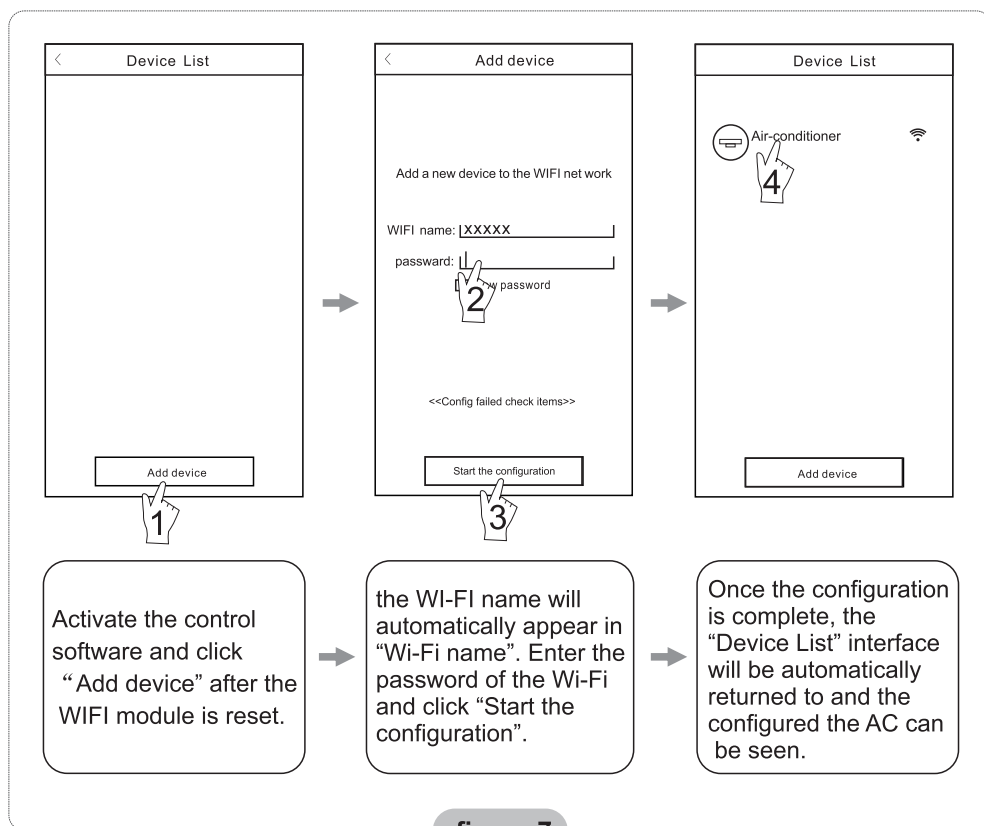 < Device List
Add device
1
< Add device
Add a new device to the WIFI net work
WIFI name: XXXXX
passward:
password
2
<<Config failed check items>>
Start the configuration
3
Device List
Air-conditioner
4
Add device
Activate the control
software and click
“Add device” after the
WIFI module is reset.
the WI-FI name will
automatically appear in
“Wi-Fi name”. Enter the
password of the Wi-Fi
and click “Start the
configuration”.
Once the configuration
is complete, the
“Device List” interface
will be automatically
returned to and the
configured the AC can
be seen.